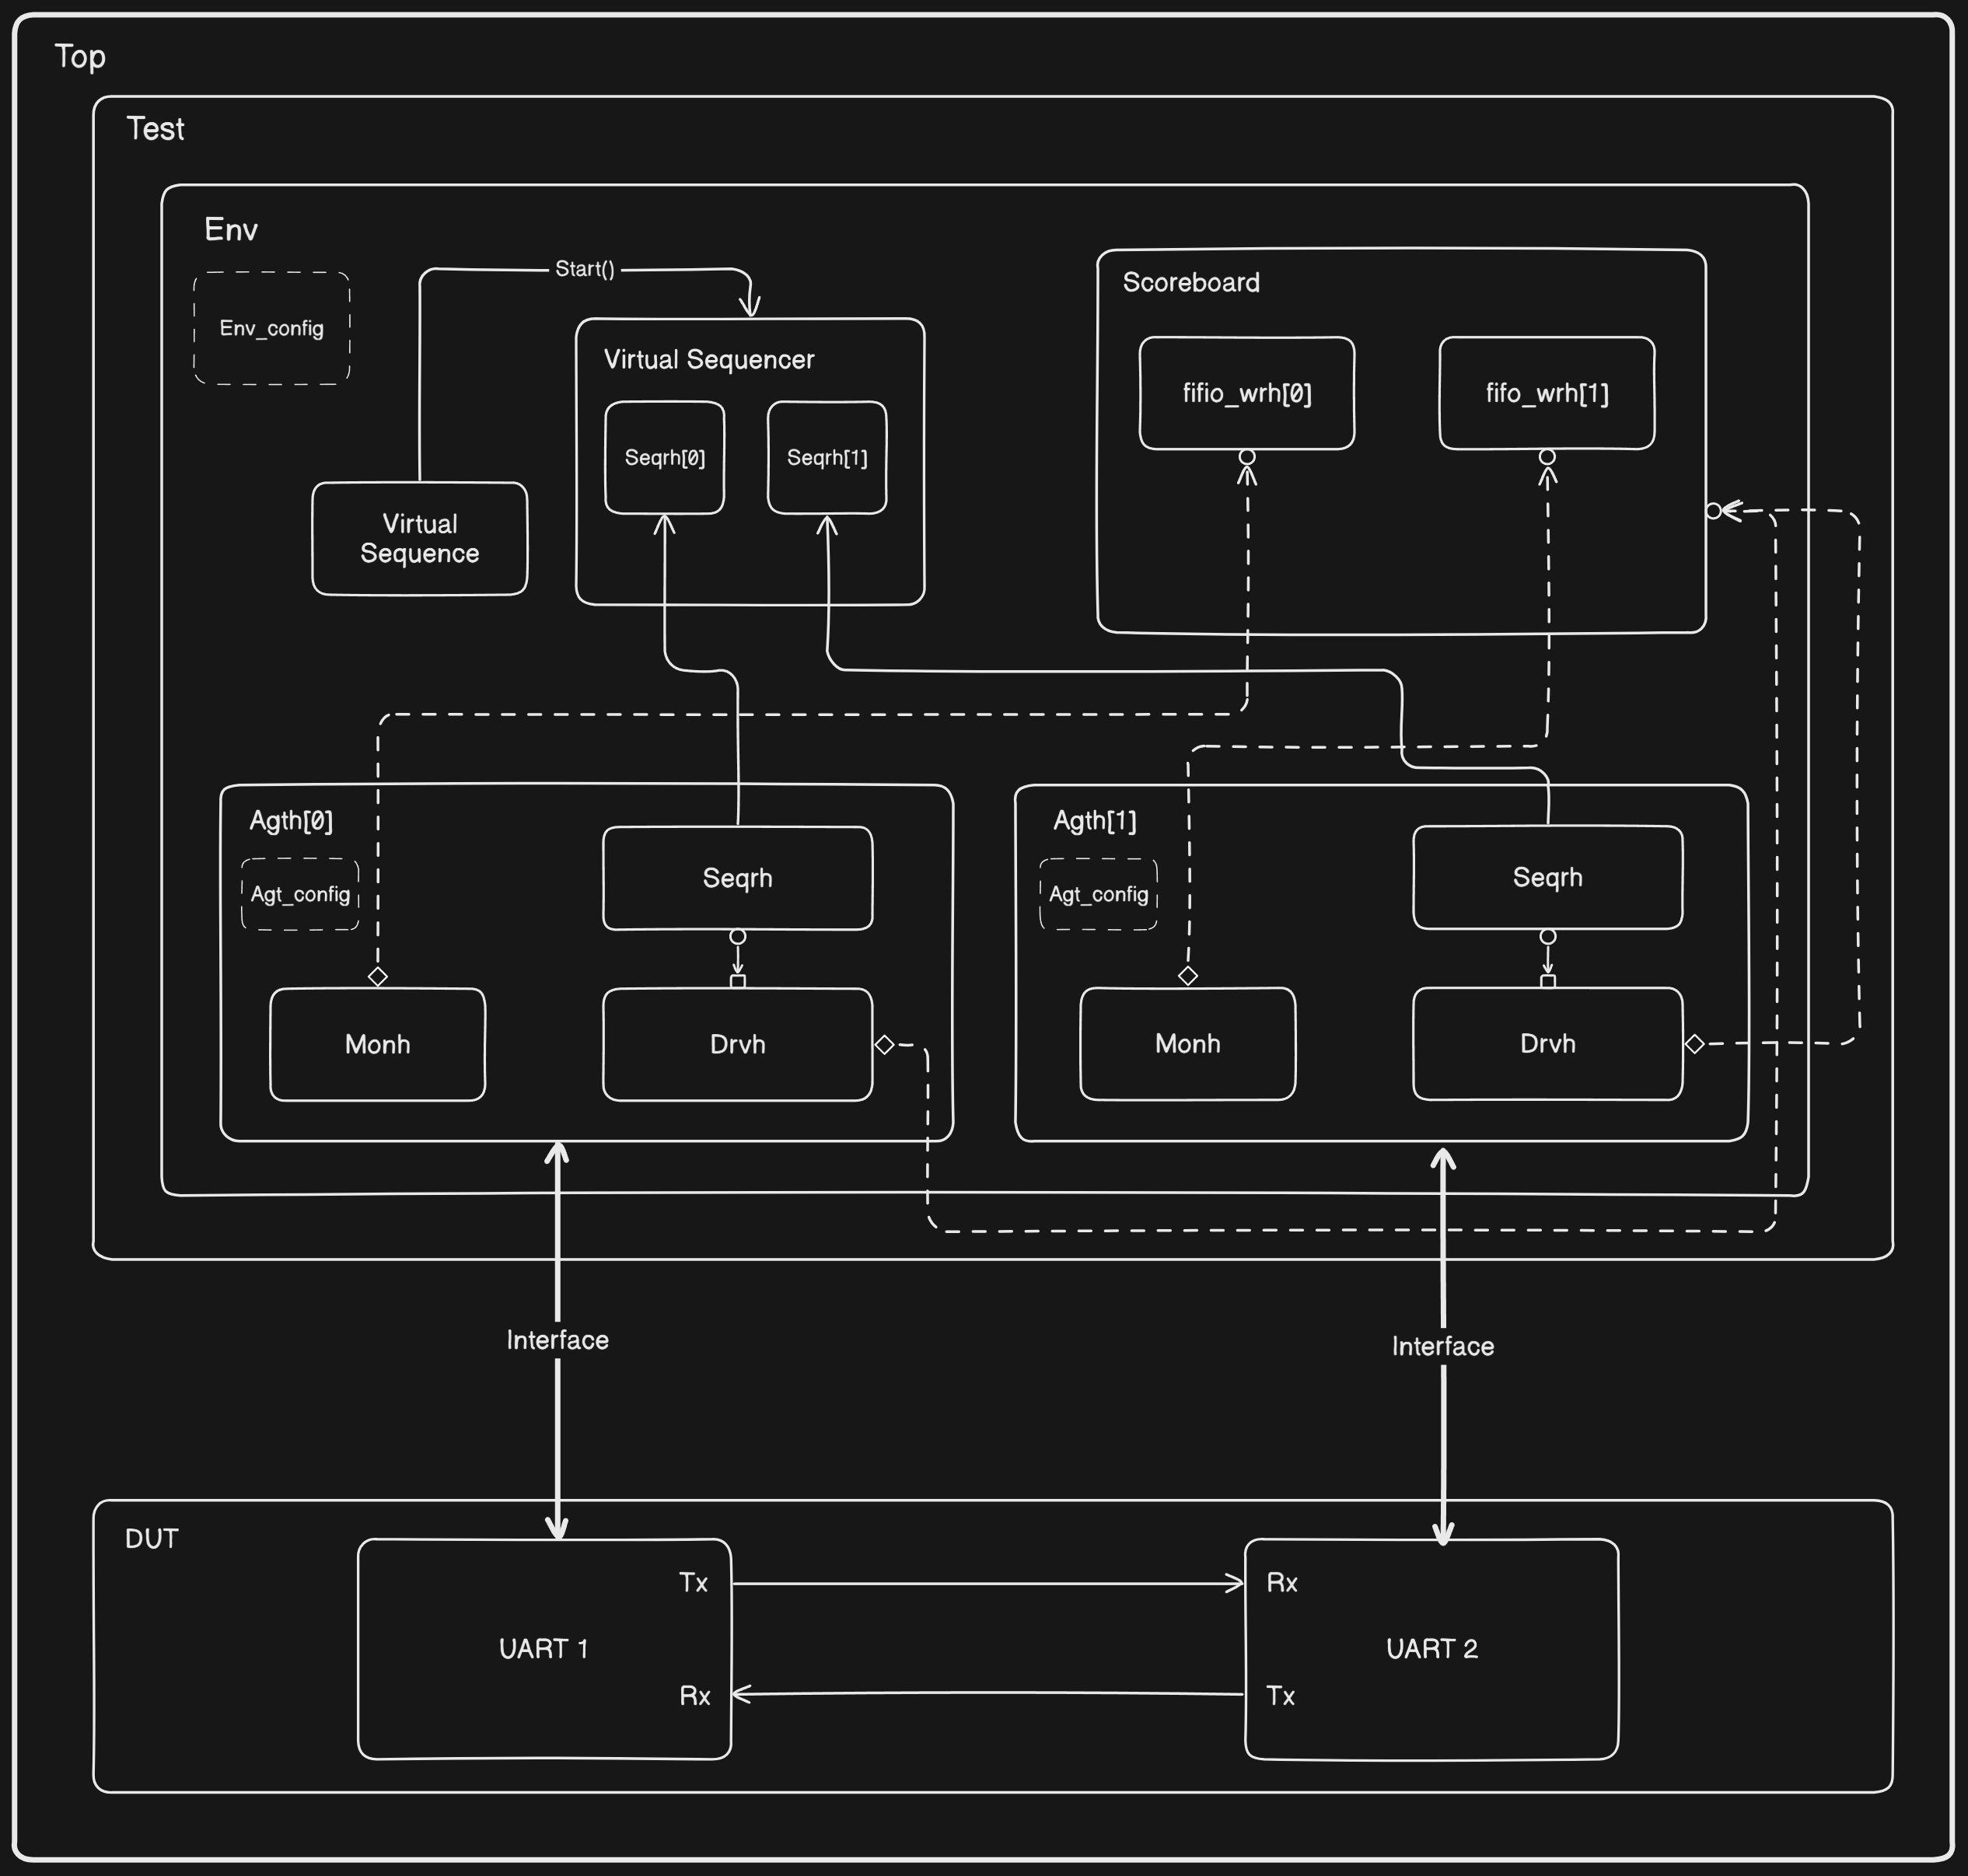 Top
Test
Env
Env_config
Start()
Virtual Sequencer
Seqrh[0]
Seqrh[1]
Virtual
Sequence
Scoreboard
fifio_wrh[0]
fifo_wrh[1]
Agth[0]
Agt_config
Seqrh
Monh
Drvh
Agth[1]
Agt_config
Seqrh
Monh
Drvh
Interface
Interface
DUT
Tx
UART 1
Rx
Rx
UART 2
Tx